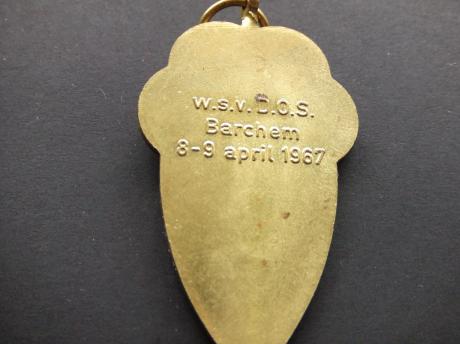 w.s.v. D.O.S.
Barchem
8-9 april 1967